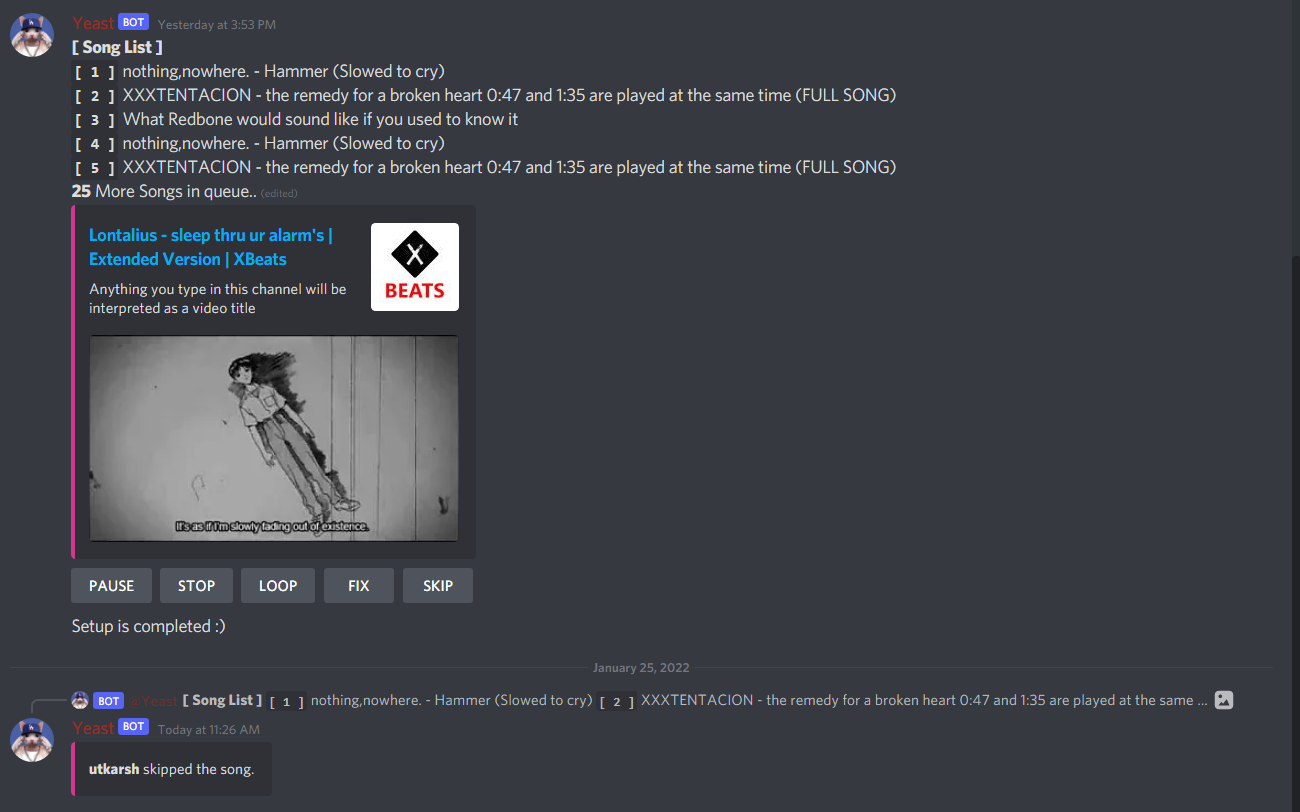 Yeast BOT Yesterday at 3:53 PM
[ Song List ]
[ 1 ] nothing,nowhere. - Hammer (Slowed to cry)
[ 2 ] XXXTENTACION - the remedy for a broken heart 0:47 and 1:35 are played at the same time (FULL SONG)
[ 3 ] What Redbone would sound like if you used to know it
[ 4 ] nothing,nowhere. - Hammer (Slowed to cry)
[ 5 ] XXXTENTACION - the remedy for a broken heart 0:47 and 1:35 are played at the same time (FULL SONG)
25 More Songs in queue.. (edited)
Lontalius - sleep thru ur alarm's |
Extended Version | XBeats
Anything you type in this channel will be
interpreted as a video title
X
BEATS
It's as if I'm slowly fading out of existence.
PAUSE STOP LOOP FIX SKIP
Setup is completed :)
January 25, 2022
BOT @Yeast [ Song List ] [ 1 ] nothing,nowhere. - Hammer (Slowed to cry) [ 2 ] XXXTENTACION - the remedy for a broken heart 0:47 and 1:35 are played at the same ...
Yeast BOT Today at 11:26 AM
utkarsh skipped the song.